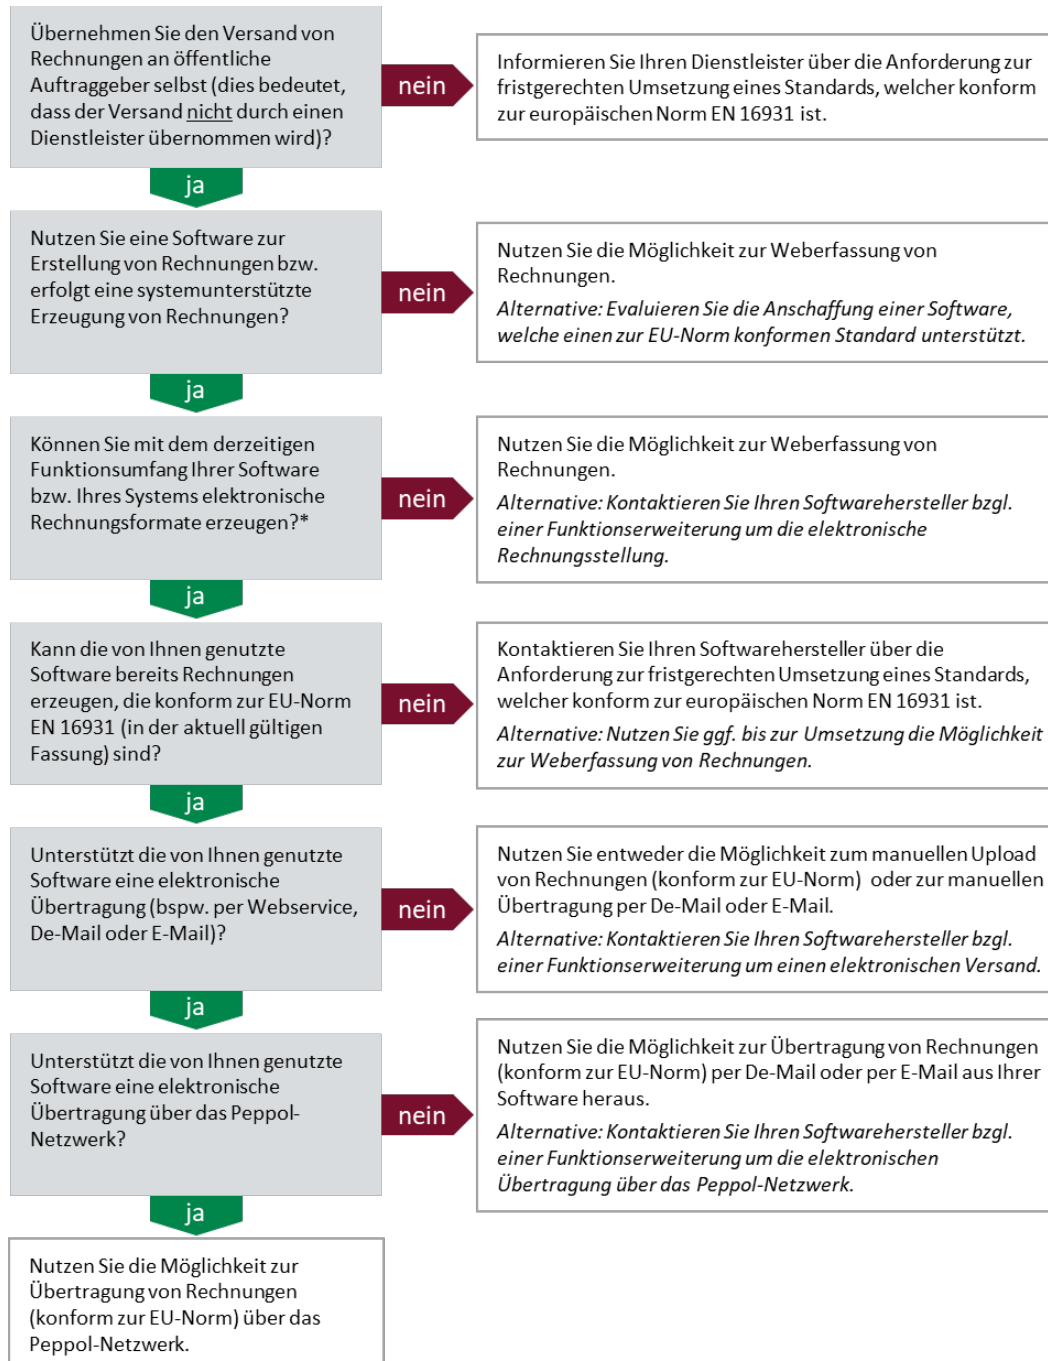 Übernehmen Sie den Versand von
Rechnungen an öffentliche
Auftraggeber selbst (dies bedeutet,
dass der Versand nicht durch einen
Dienstleister übernommen wird)?
nein
Informieren Sie Ihren Dienstleister über die Anforderung zur
fristgerechten Umsetzung eines Standards, welcher konform
zur europäischen Norm EN 16931 ist.
ja
Nutzen Sie eine Software zur
Erstellung von Rechnungen bzw.
erfolgt eine systemunterstützte
Erzeugung von Rechnungen?
nein
Nutzen Sie die Möglichkeit zur Weberfassung von
Rechnungen.
Alternative: Evaluieren Sie die Anschaffung einer Software,
welche einen zur EU-Norm konformen Standard unterstützt.
ja
Können Sie mit dem derzeitigen
Funktionsumfang Ihrer Software
bzw. Ihres Systems elektronische
Rechnungsformate erzeugen?*
nein
Nutzen Sie die Möglichkeit zur Weberfassung von
Rechnungen.
Alternative: Kontaktieren Sie Ihren Softwarehersteller bzgl.
einer Funktionserweiterung um die elektronische
Rechnungsstellung.
ja
Kann die von Ihnen genutzte
Software bereits Rechnungen
erzeugen, die konform zur EU-Norm
EN 16931 (in der aktuell gültigen
Fassung) sind?
nein
Kontaktieren Sie Ihren Softwarehersteller über die
Anforderung zur fristgerechten Umsetzung eines Standards,
welcher konform zur europäischen Norm EN 16931 ist.
Alternative: Nutzen Sie ggf. bis zur Umsetzung die Möglichkeit
zur Weberfassung von Rechnungen.
ja
Unterstützt die von Ihnen genutzte
Software eine elektronische
Übertragung (bspw. per Webservice,
De-Mail oder E-Mail)?
nein
Nutzen Sie entweder die Möglichkeit zum manuellen Upload
von Rechnungen (konform zur EU-Norm) oder zur manuellen
Übertragung per De-Mail oder E-Mail.
Alternative: Kontaktieren Sie Ihren Softwarehersteller bzgl.
einer Funktionserweiterung um einen elektronischen Versand.
ja
Unterstützt die von Ihnen genutzte
Software eine elektronische
Übertragung über das Peppol-
Netzwerk?
nein
Nutzen Sie die Möglichkeit zur Übertragung von Rechnungen
(konform zur EU-Norm) per De-Mail oder per E-Mail aus Ihrer
Software heraus.
Alternative: Kontaktieren Sie Ihren Softwarehersteller bzgl.
einer Funktionserweiterung um die elektronischen
Übertragung über das Peppol-Netzwerk.
ja
Nutzen Sie die Möglichkeit zur
Übertragung von Rechnungen
(konform zur EU-Norm) über das
Peppol-Netzwerk.